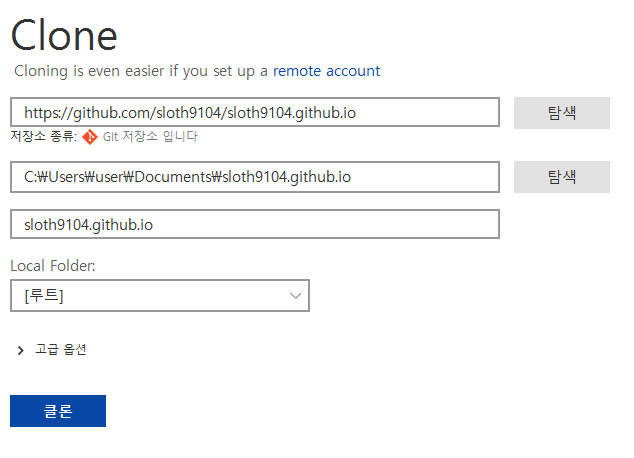 Clone
Cloning is even easier if you set up a remote account
https://github.com/sloth9104/sloth9104.github.io
탐색
저장소 종류: GIt 저장소 입니다
C:₩Users₩user₩Documents₩sloth9104.github.io
탐색
sloth9104.github.io
Local Folder:
[루트]
고급 옵션
클론